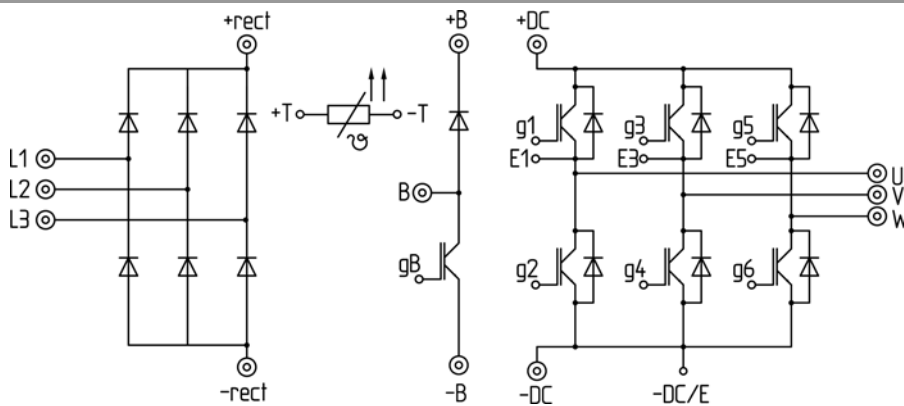 +rect +B +DC
+T -T
g1 g3 g5
L1 E1 E3 E5
U
L2 B V
L3 W
gB g2 g4 g6
ϑ
-rect -B -DC -DC/E